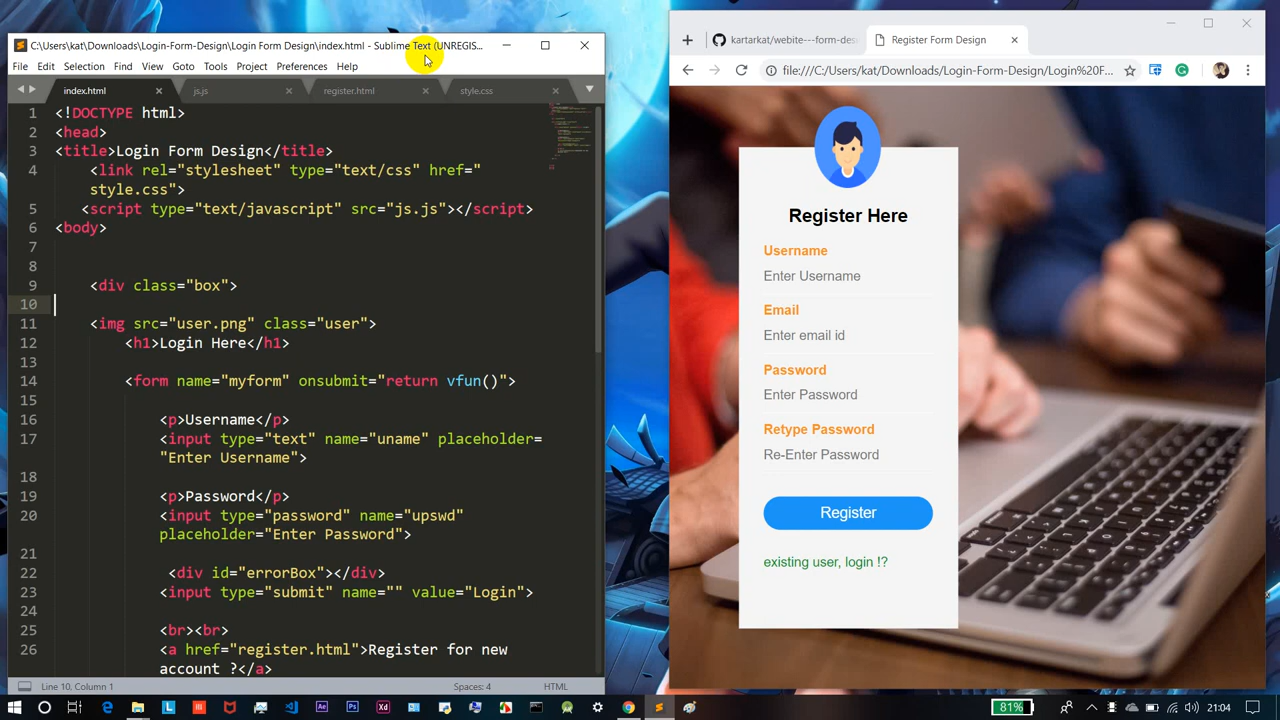 C:\Users\kat\Downloads\Login-Form-Design\Login Form Design\index.html - Sublime Text (UNREGIS...
File Edit Selection Find View Goto Tools Project Preferences Help
index.html js.js register.html style.css
1 <!DOCTYPE html>
2 <head>
3 <title>Login Form Design</title>
4 <link rel="stylesheet" type="text/css" href="
style.css">
5 <script type="text/javascript" src="js.js"></script>
6 <body>
7
8
9 <div class="box">
10
11 <img src="user.png" class="user">
12 <h1>Login Here</h1>
13
14 <form name="myform" onsubmit="return vfun()">
15
16 <p>Username</p>
17 <input type="text" name="uname" placeholder=
"Enter Username">
18
19 <p>Password</p>
20 <input type="password" name="upswd"
placeholder="Enter Password">
21
22 <div id="errorBox"></div>
23 <input type="submit" name="" value="Login">
24
25 <br><br>
26 <a href="register.html">Register for new
account ?</a>
Line 10, Column 1 Spaces: 4 HTML
kartarkat/webite---form-des
Register Form Design
file:///C:/Users/kat/Downloads/Login-Form-Design/Login%20F...
Register Here
Username
Enter Username
Email
Enter email id
Password
Enter Password
Retype Password
Re-Enter Password
Register
existing user, login !?
81% 21:04